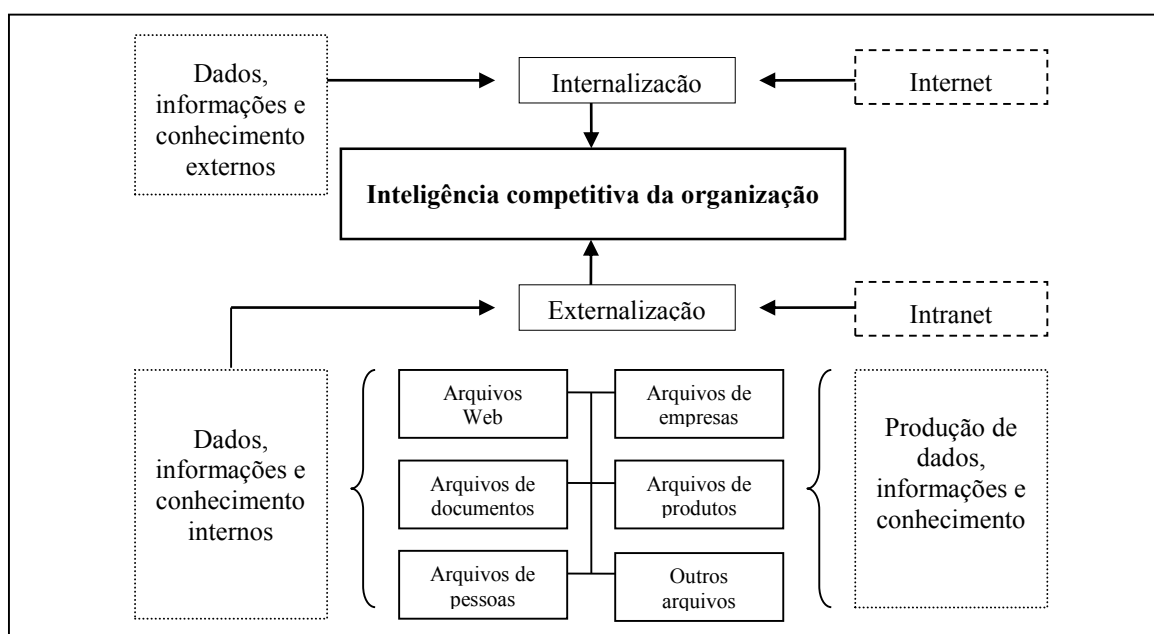 Dados,
informações e
conhecimento
externos
Internalização
Internet
Inteligência competitiva da organização
Externalização
Intranet
Dados,
informações e
conhecimento
internos
Arquivos
Web
Arquivos de
empresas
Arquivos de
documentos
Arquivos de
produtos
Arquivos de
pessoas
Outros
arquivos
Produção de
dados,
informações e
conhecimento